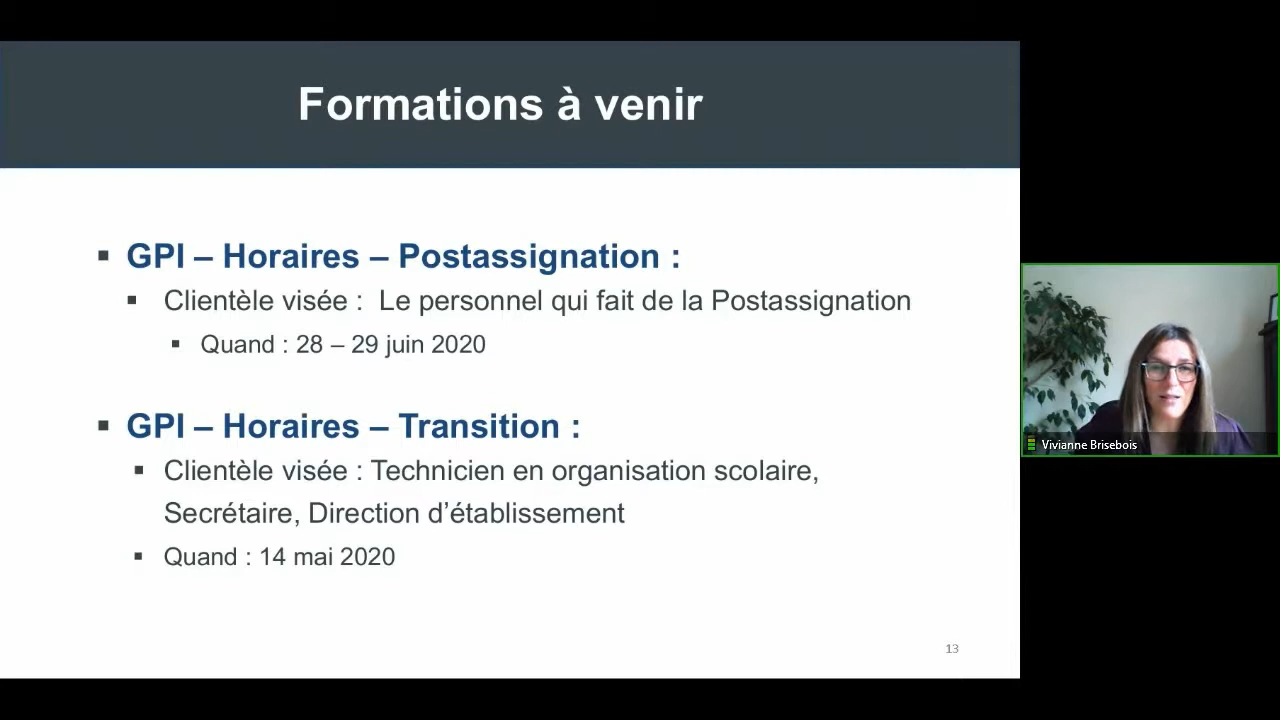 Formations à venir
▪ GPI – Horaires – Postassignation :
▪ Clientèle visée : Le personnel qui fait de la Postassignation
▪ Quand : 28 – 29 juin 2020
▪ GPI – Horaires – Transition :
▪ Clientèle visée : Technicien en organisation scolaire,
Secrétaire, Direction d’établissement
▪ Quand : 14 mai 2020
13
Vivianne Brisebois